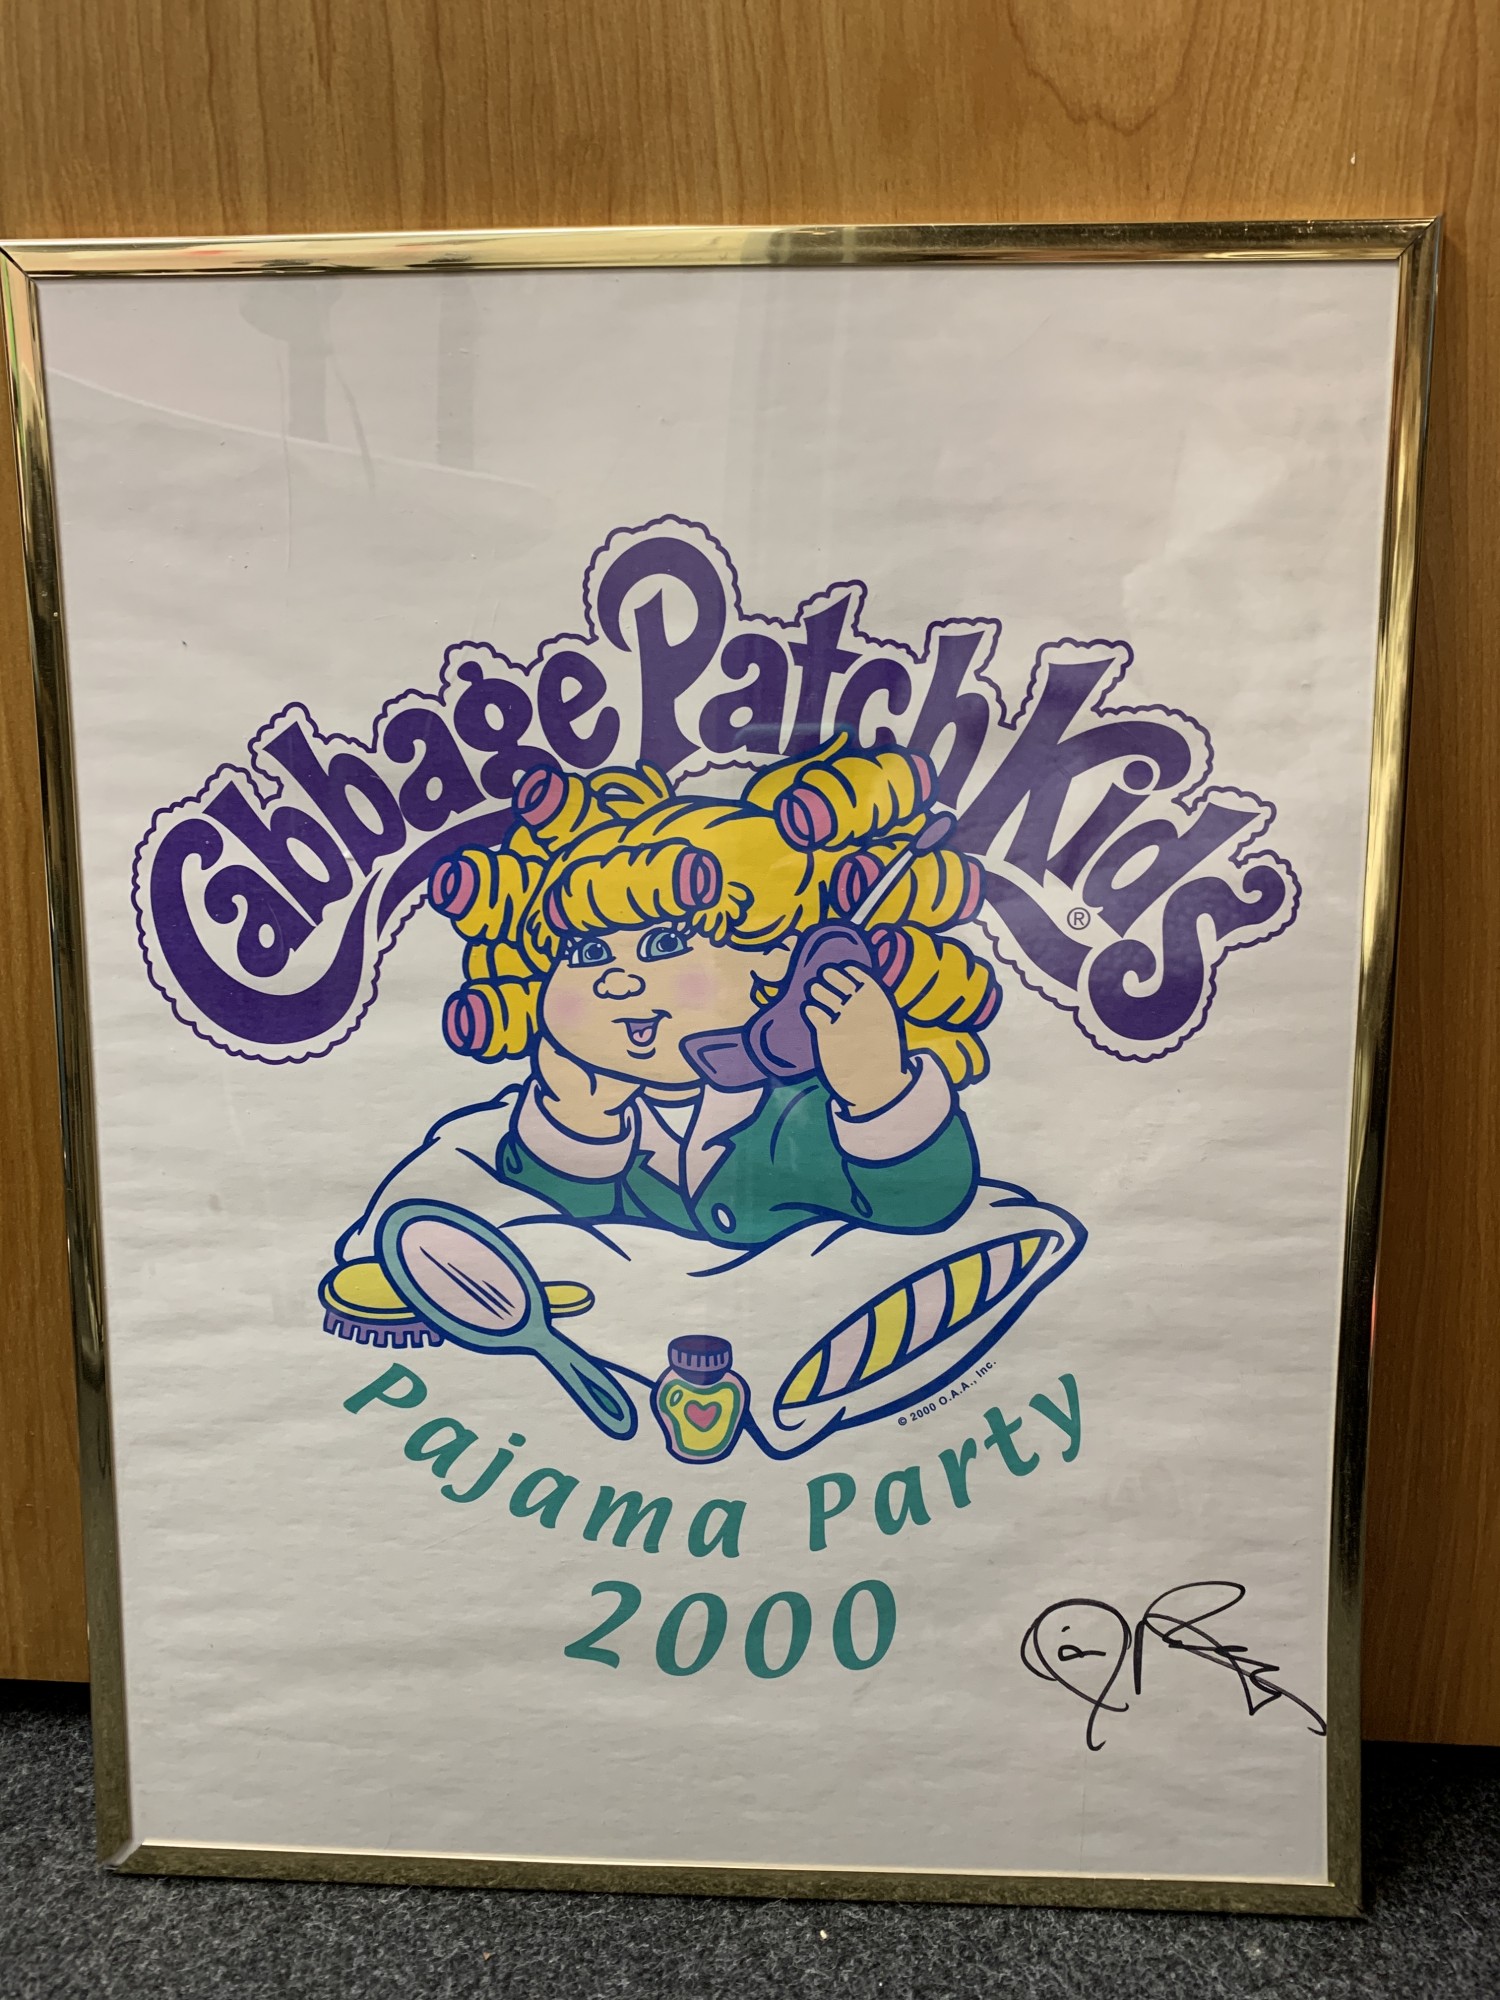 Cabbage Patch Kids®
© 2000 O.A.A., Inc.
Pajama Party
2000